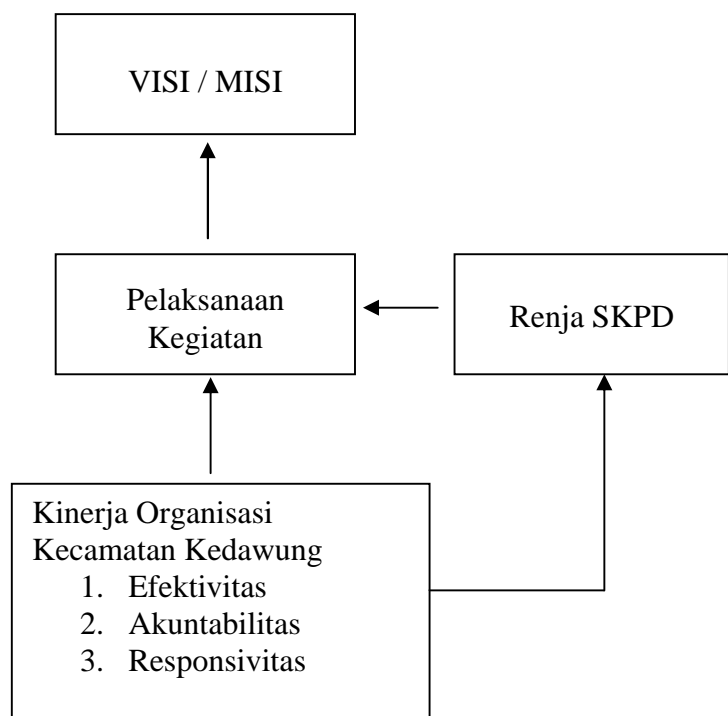 VISI / MISI
Pelaksanaan
Kegiatan
Renja SKPD
Kinerja Organisasi
Kecamatan Kedawung
1. Efektivitas
2. Akuntabilitas
3. Responsivitas